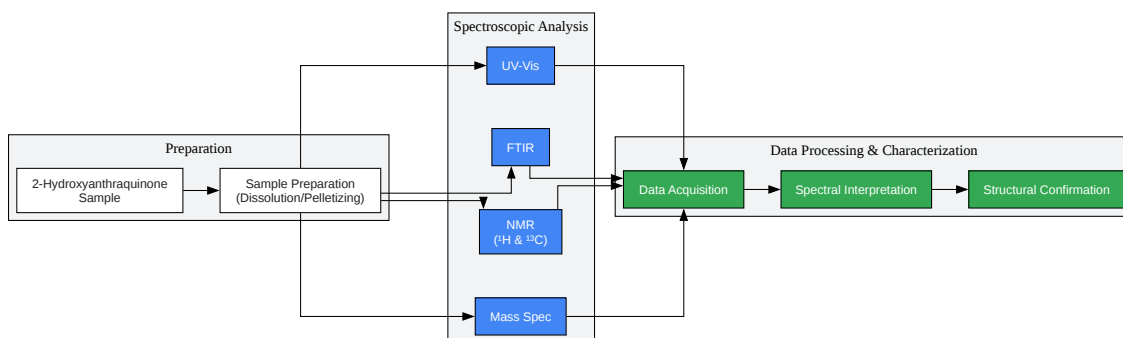 Spectroscopic Analysis
UV-Vis
FTIR
NMR
(¹H & ¹³C)
Mass Spec
Preparation
2-Hydroxyanthraquinone
Sample
Sample Preparation
(Dissolution/Pelletizing)
Data Processing & Characterization
Data Acquisition
Spectral Interpretation
Structural Confirmation